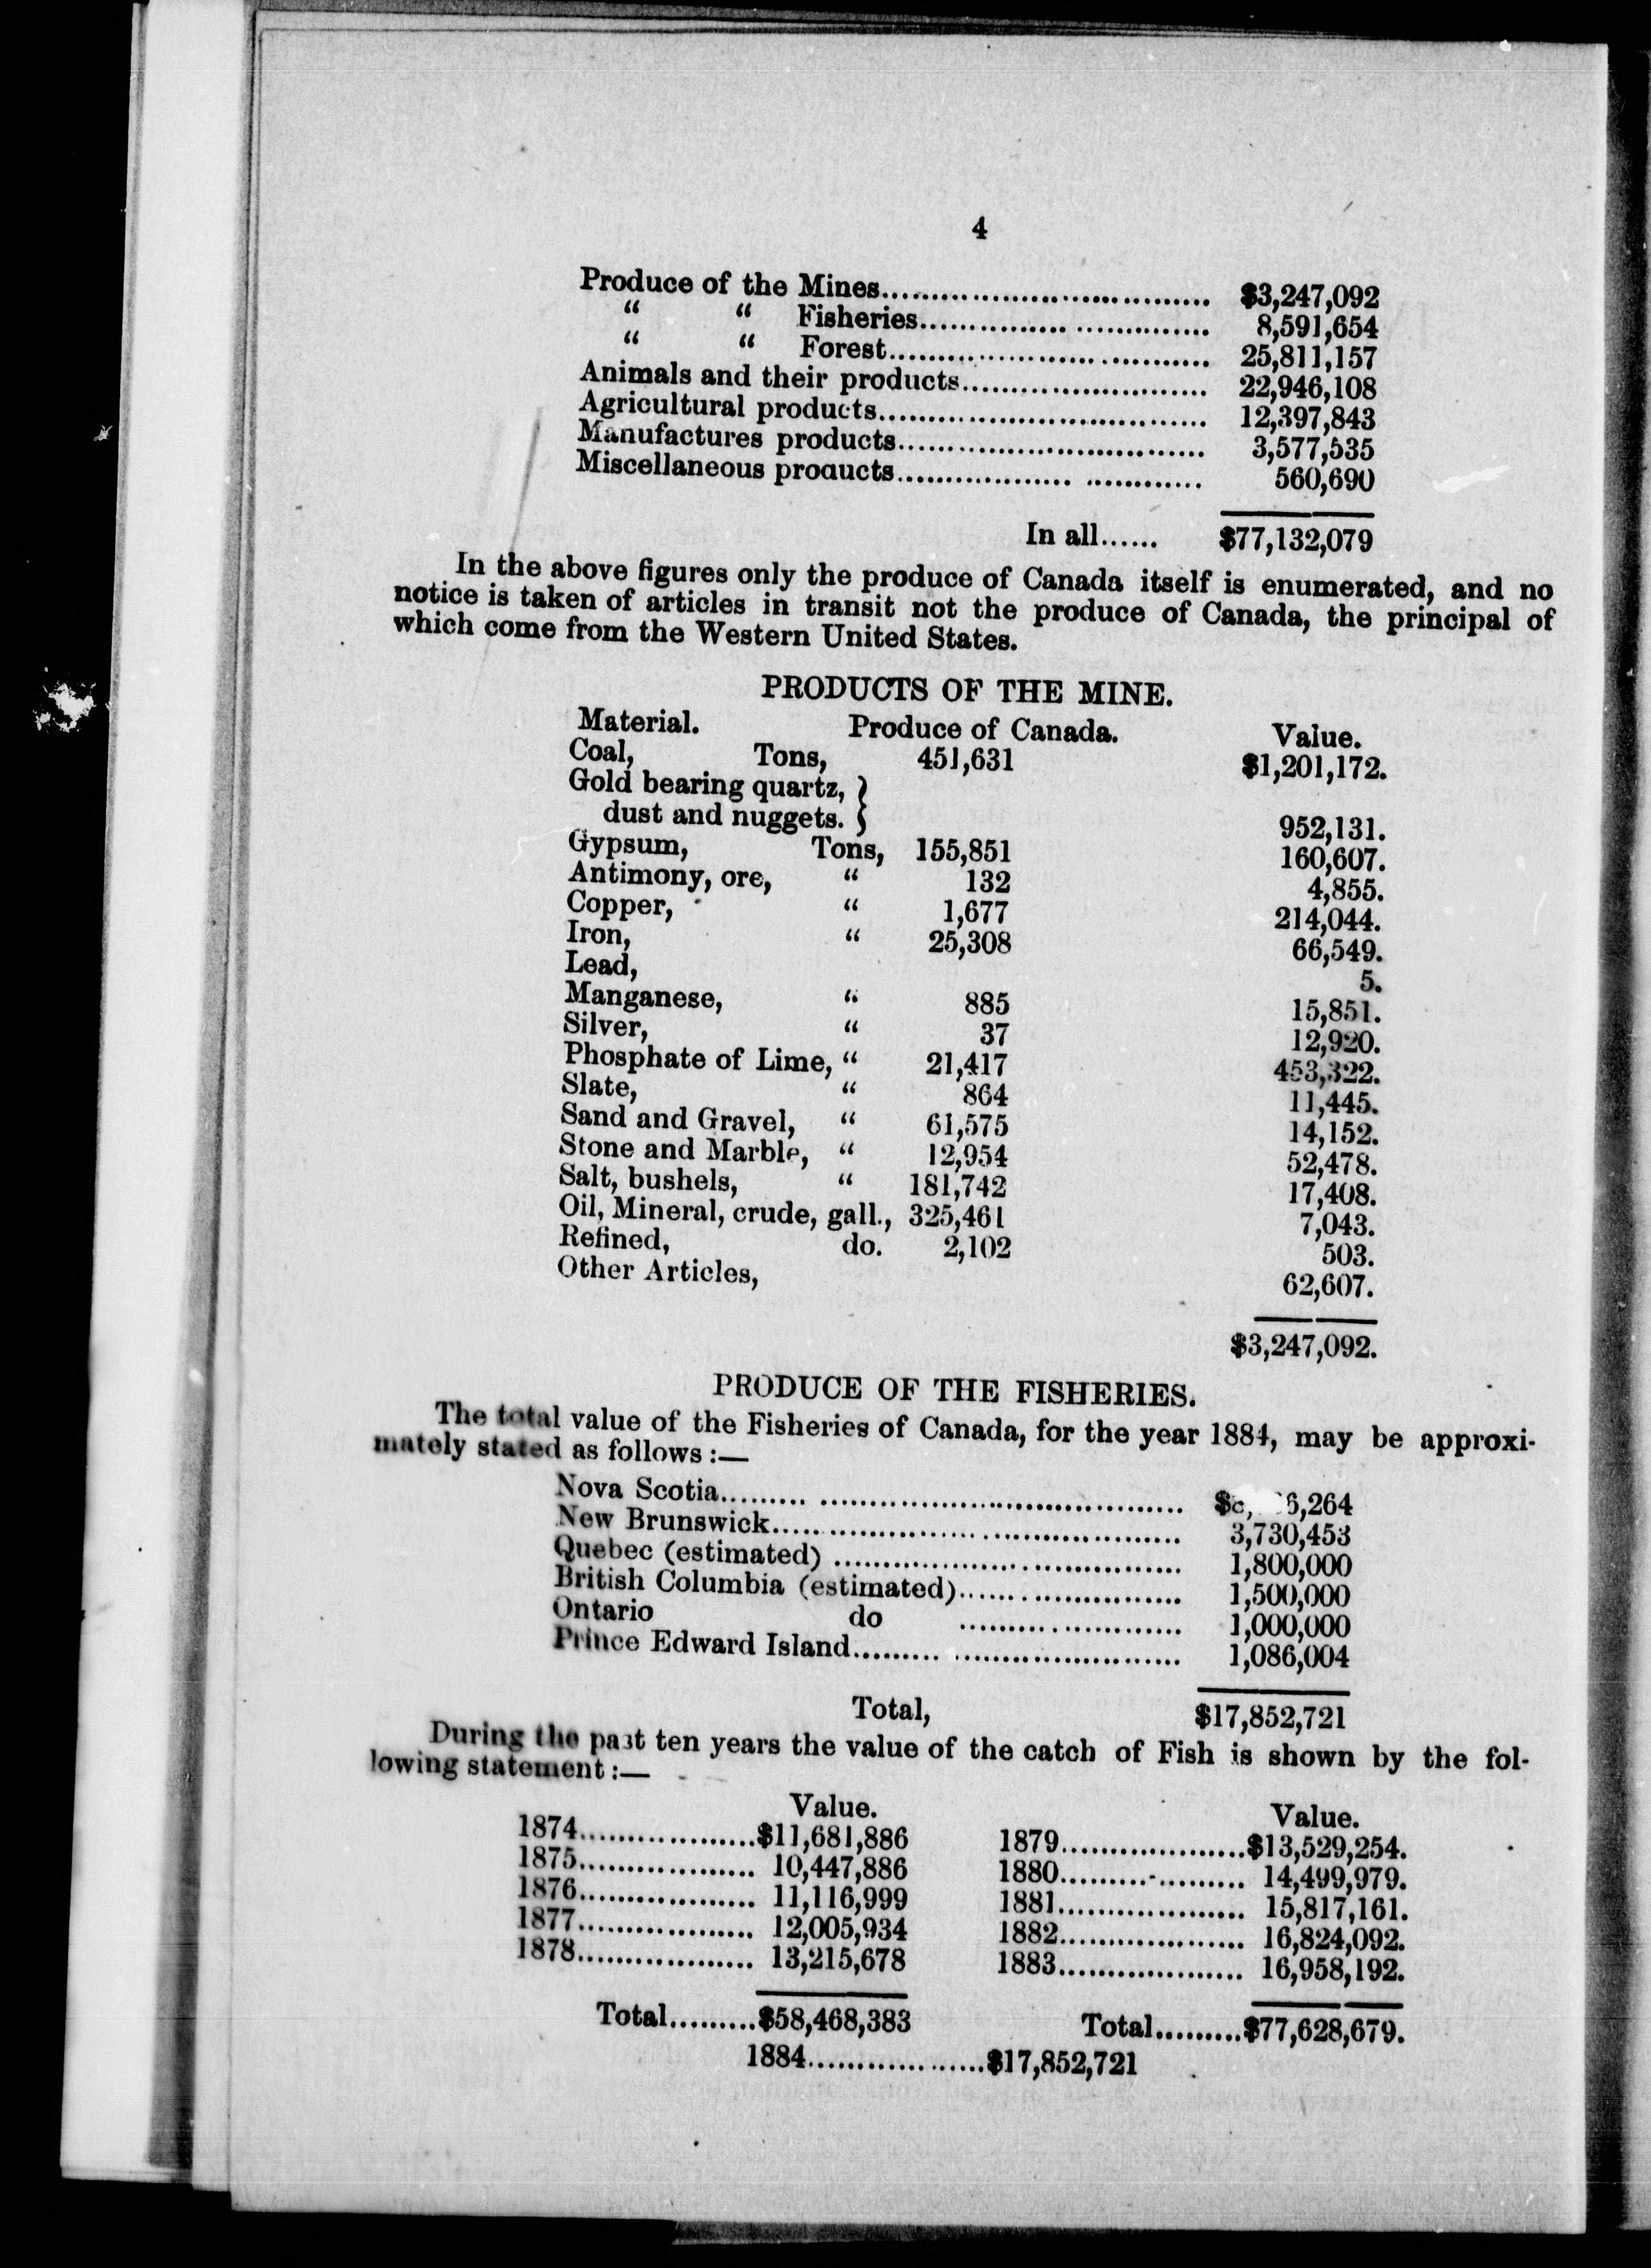 4
Produce of the Mines.................................. $3,247,092
“ “ Fisheries............................. 8,591,654
“ “ Forest................................ 25,811,157
Animals and their products......................... 22,946,108
Agricultural products.................................. 12,397,843
Manufactures products................................ 3,577,535
Miscellaneous products.............................. 560,690
In all...... $77,132,079
In the above figures only the produce of Canada itself is enumerated, and no
notice is taken of articles in transit not the produce of Canada, the principal of
which come from the Western United States.
PRODUCTS OF THE MINE.
Material. Produce of Canada. Value.
Coal, Tons, 451,631 $1,201,172.
Gold bearing quartz, }
dust and nuggets. } 952,131.
Gypsum, Tons, 155,851 160,607.
Antimony, ore, “ 132 4,855.
Copper, “ 1,677 214,044.
Iron, “ 25,308 66,549.
Lead, 5.
Manganese, “ 885 15,851.
Silver, “ 37 12,920.
Phosphate of Lime, “ 21,417 453,322.
Slate, “ 864 11,445.
Sand and Gravel, “ 61,575 14,152.
Stone and Marble, “ 12,954 52,478.
Salt, bushels, “ 181,742 17,408.
Oil, Mineral, crude, gall., 325,461 7,043.
Refined, do. 2,102 503.
Other Articles, 62,607.
$3,247,092.
PRODUCE OF THE FISHERIES.
The total value of the Fisheries of Canada, for the year 1884, may be approxi-
mately stated as follows :—
Nova Scotia............................................
New Brunswick....................................... 3,730,453
Quebec (estimated) ................................. 1,800,000
British Columbia (estimated)....................... 1,500,000
Ontario do ....................... 1,000,000
Prince Edward Island................................ 1,086,004
Total, $17,852,721
During the past ten years the value of the catch of Fish is shown by the fol-
lowing statement :—
Value. Value.
1874...................$11,681,886 1879....................$13,529,254.
1875................... 10,447,886 1880.................... 14,499,979.
1876................... 11,116,999 1881.................... 15,817,161.
1877................... 12,005,934 1882.................... 16,824,092.
1878................... 13,215,678 1883.................... 16,958,192.
Total.........$58,468,383 Total.........$77,628,679.
1884...................$17,852,721